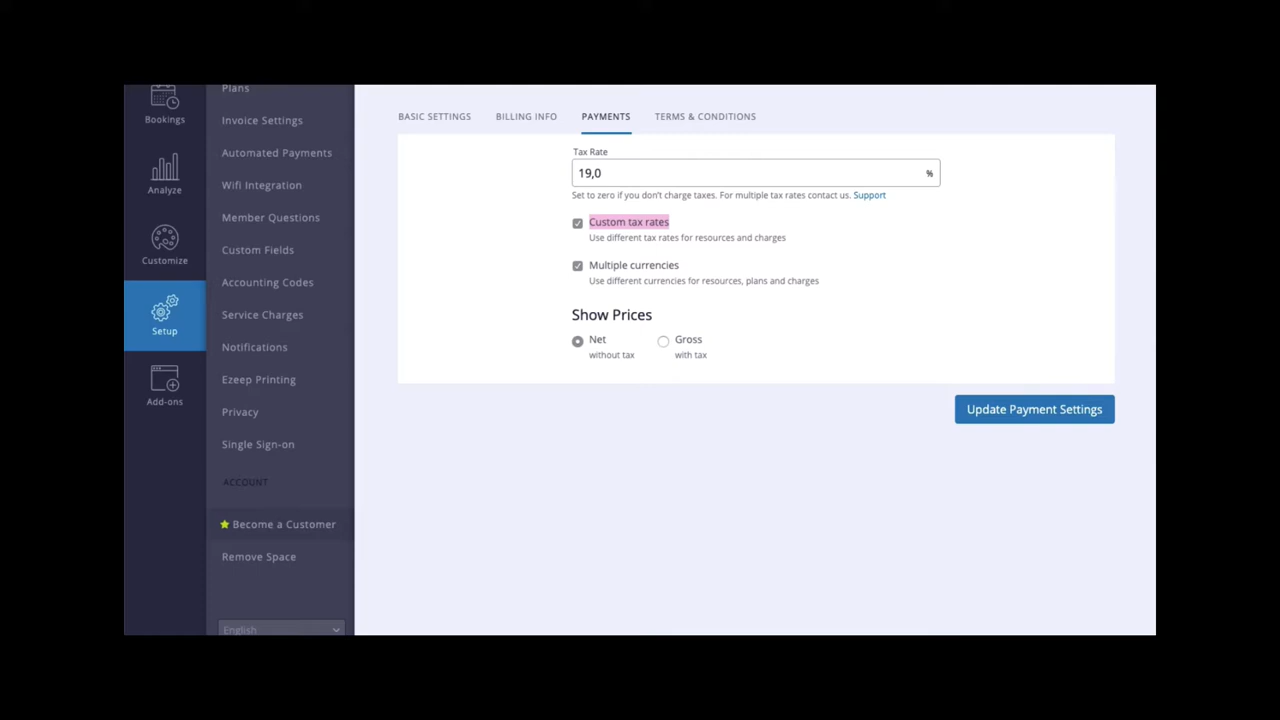 Bookings
Analyze
Customize
Setup
Add-ons
Plans
Invoice Settings
Automated Payments
Wifi Integration
Member Questions
Custom Fields
Accounting Codes
Service Charges
Notifications
Ezeep Printing
Privacy
Single Sign-on
ACCOUNT
Become a Customer
Remove Space
English
BASIC SETTINGS BILLING INFO PAYMENTS TERMS & CONDITIONS
Tax Rate
19,0 %
Set to zero if you don't charge taxes. For multiple tax rates contact us. Support
Custom tax rates
Use different tax rates for resources and charges
Multiple currencies
Use different currencies for resources, plans and charges
Show Prices
Net Gross
without tax with tax
Update Payment Settings